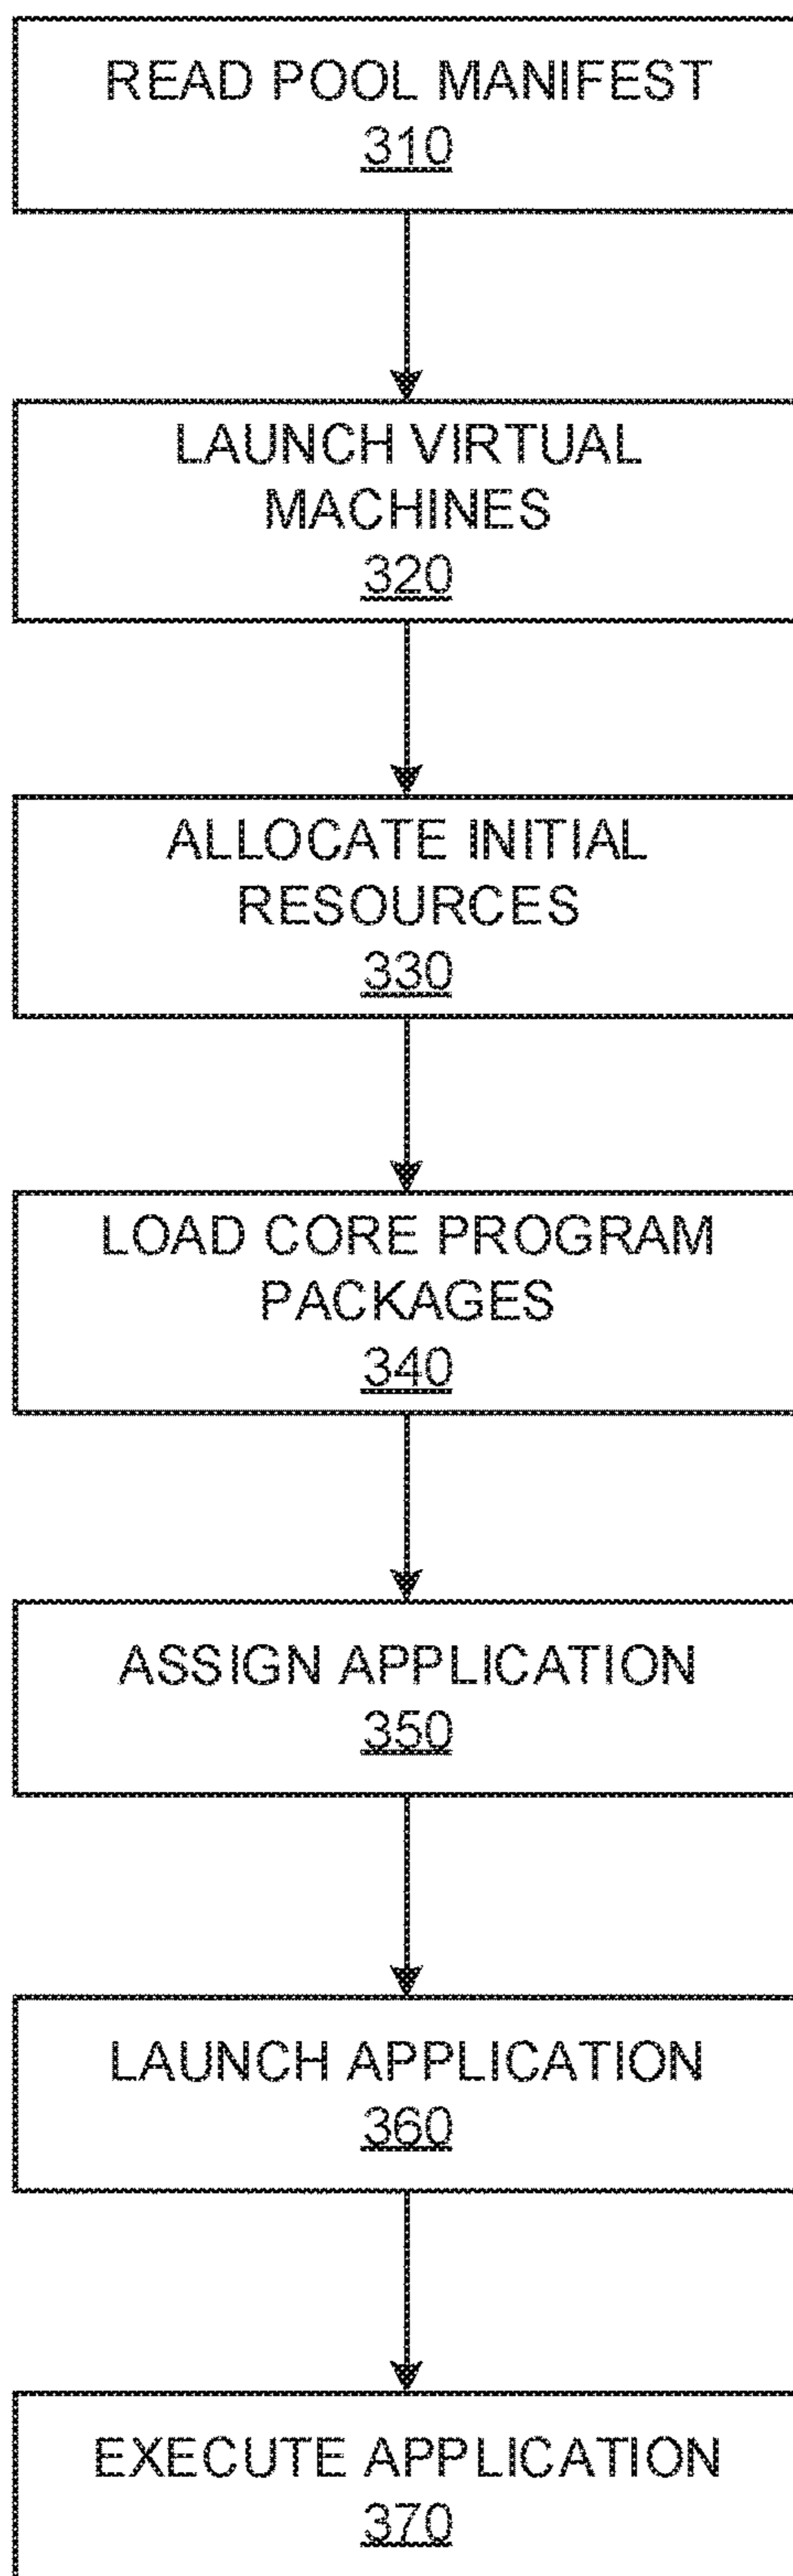 READ POOL MANIFEST
310
LAUNCH VIRTUAL
MACHINES
320
ALLOCATE INITIAL
RESOURCES
330
LOAD CORE PROGRAM
PACKAGES
340
ASSIGN APPLICATION
350
LAUNCH APPLICATION
360
EXECUTE APPLICATION
370